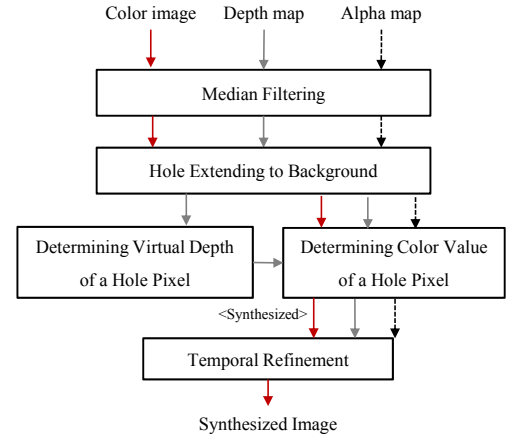 Color image Depth map Alpha map
Median Filtering
Hole Extending to Background
Determining Virtual Depth
of a Hole Pixel
Determining Color Value
of a Hole Pixel
<Synthesized>
Temporal Refinement
Synthesized Image